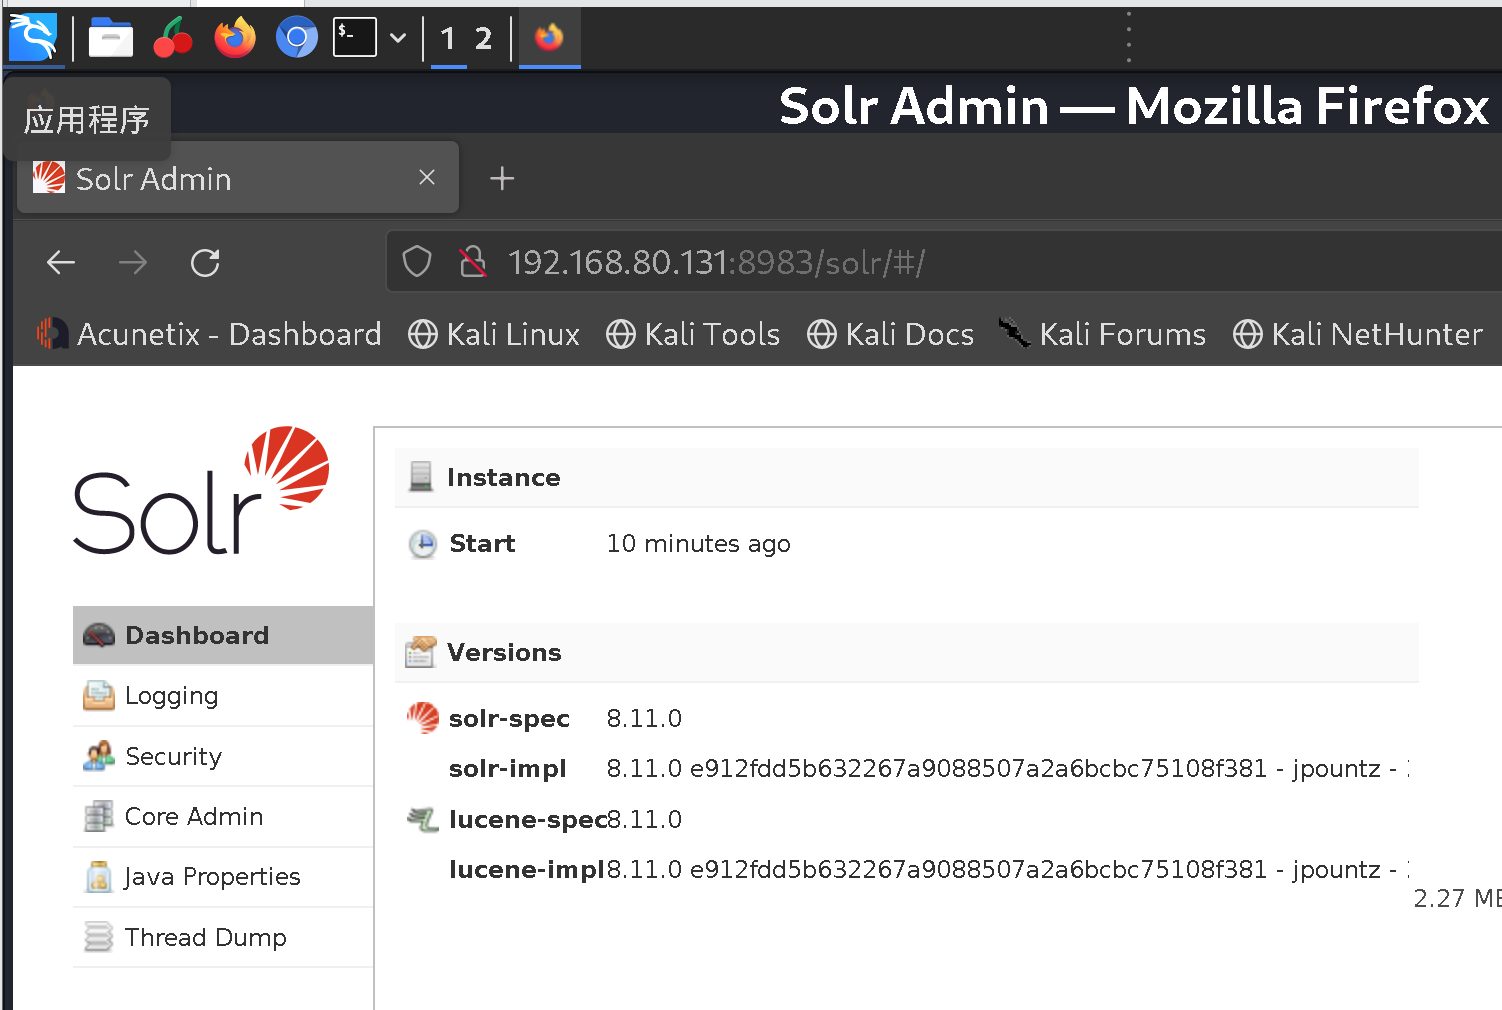 1 2
应用程序
Solr Admin — Mozilla Firefox
Solr Admin
192.168.80.131:8983/solr/#/
Acunetix - Dashboard Kali Linux Kali Tools Kali Docs Kali Forums Kali NetHunter
Solr
Instance
Start 10 minutes ago
Dashboard
Logging
Security
Core Admin
Java Properties
Thread Dump
Versions
solr-spec 8.11.0
solr-impl 8.11.0 e912fdd5b632267a9088507a2a6bcbc75108f381 - jpountz -
lucene-spec 8.11.0
lucene-impl 8.11.0 e912fdd5b632267a9088507a2a6bcbc75108f381 - jpountz -
2.27